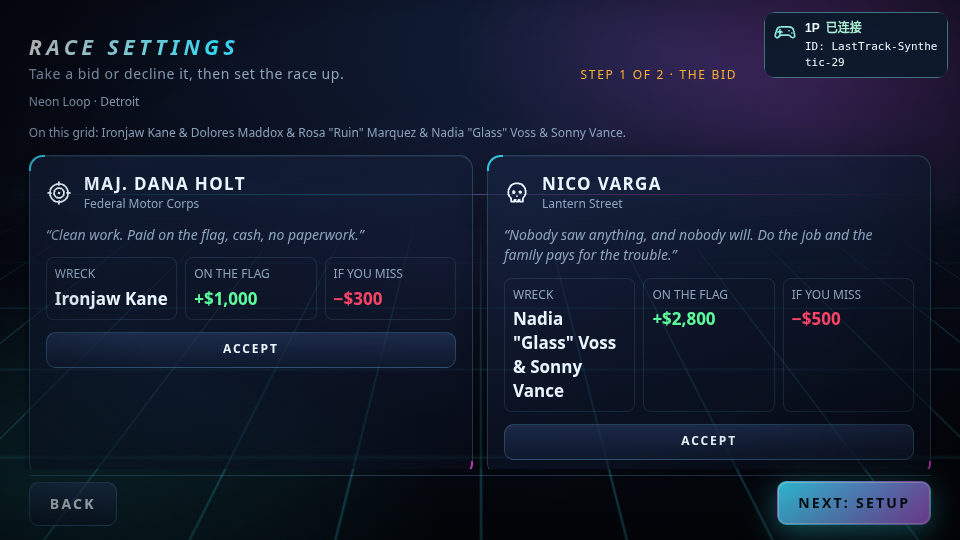 RACE SETTINGS
Take a bid or decline it, then set the race up.
STEP 1 OF 2 · THE BID
1P 已连接
ID: LastTrack-Synthe
tic-29
Neon Loop · Detroit
On this grid: Ironjaw Kane & Dolores Maddox & Rosa "Ruin" Marquez & Nadia "Glass" Voss & Sonny Vance.
MAJ. DANA HOLT
Federal Motor Corps
“Clean work. Paid on the flag, cash, no paperwork.”
WRECK
Ironjaw Kane
ON THE FLAG
+$1,000
IF YOU MISS
−$300
ACCEPT
NICO VARGA
Lantern Street
“Nobody saw anything, and nobody will. Do the job and the
family pays for the trouble.”
WRECK
Nadia
"Glass" Voss
& Sonny
Vance
ON THE FLAG
+$2,800
IF YOU MISS
−$500
ACCEPT
BACK
NEXT: SETUP